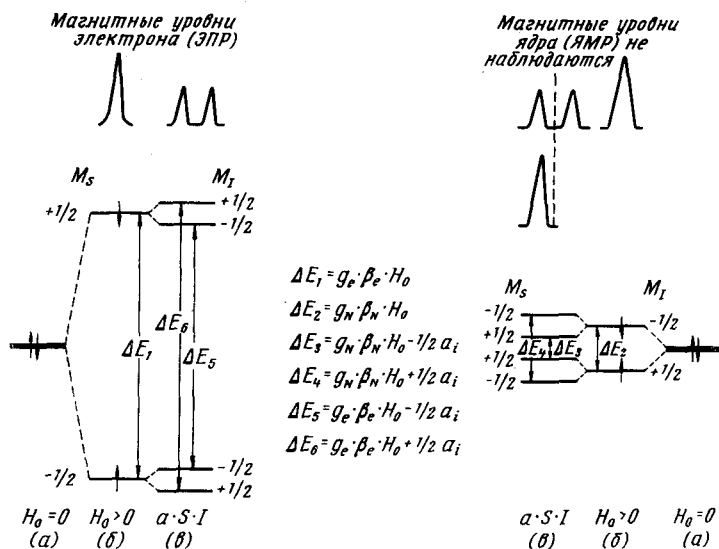 Магнитные уровни
электрона (ЭПР)
Магнитные уровни
ядра (ЯМР) не
наблюдаются
M_S
M_I
+1/2
+1/2
-1/2
ΔE_1
ΔE_6
ΔE_5
-1/2
-1/2
+1/2
H_0=0
H_0>0
a·S·I
(а)
(б)
(в)
ΔE_1=g_e·β_e·H_0
ΔE_2=g_N·β_N·H_0
ΔE_3=g_N·β_N·H_0-1/2 a_i
ΔE_4=g_N·β_N·H_0+1/2 a_i
ΔE_5=g_e·β_e·H_0-1/2 a_i
ΔE_6=g_e·β_e·H_0+1/2 a_i
M_S
M_I
-1/2
+1/2
+1/2
-1/2
ΔE_4
ΔE_3
ΔE_2
-1/2
+1/2
a·S·I
H_0>0
H_0=0
(в)
(б)
(а)